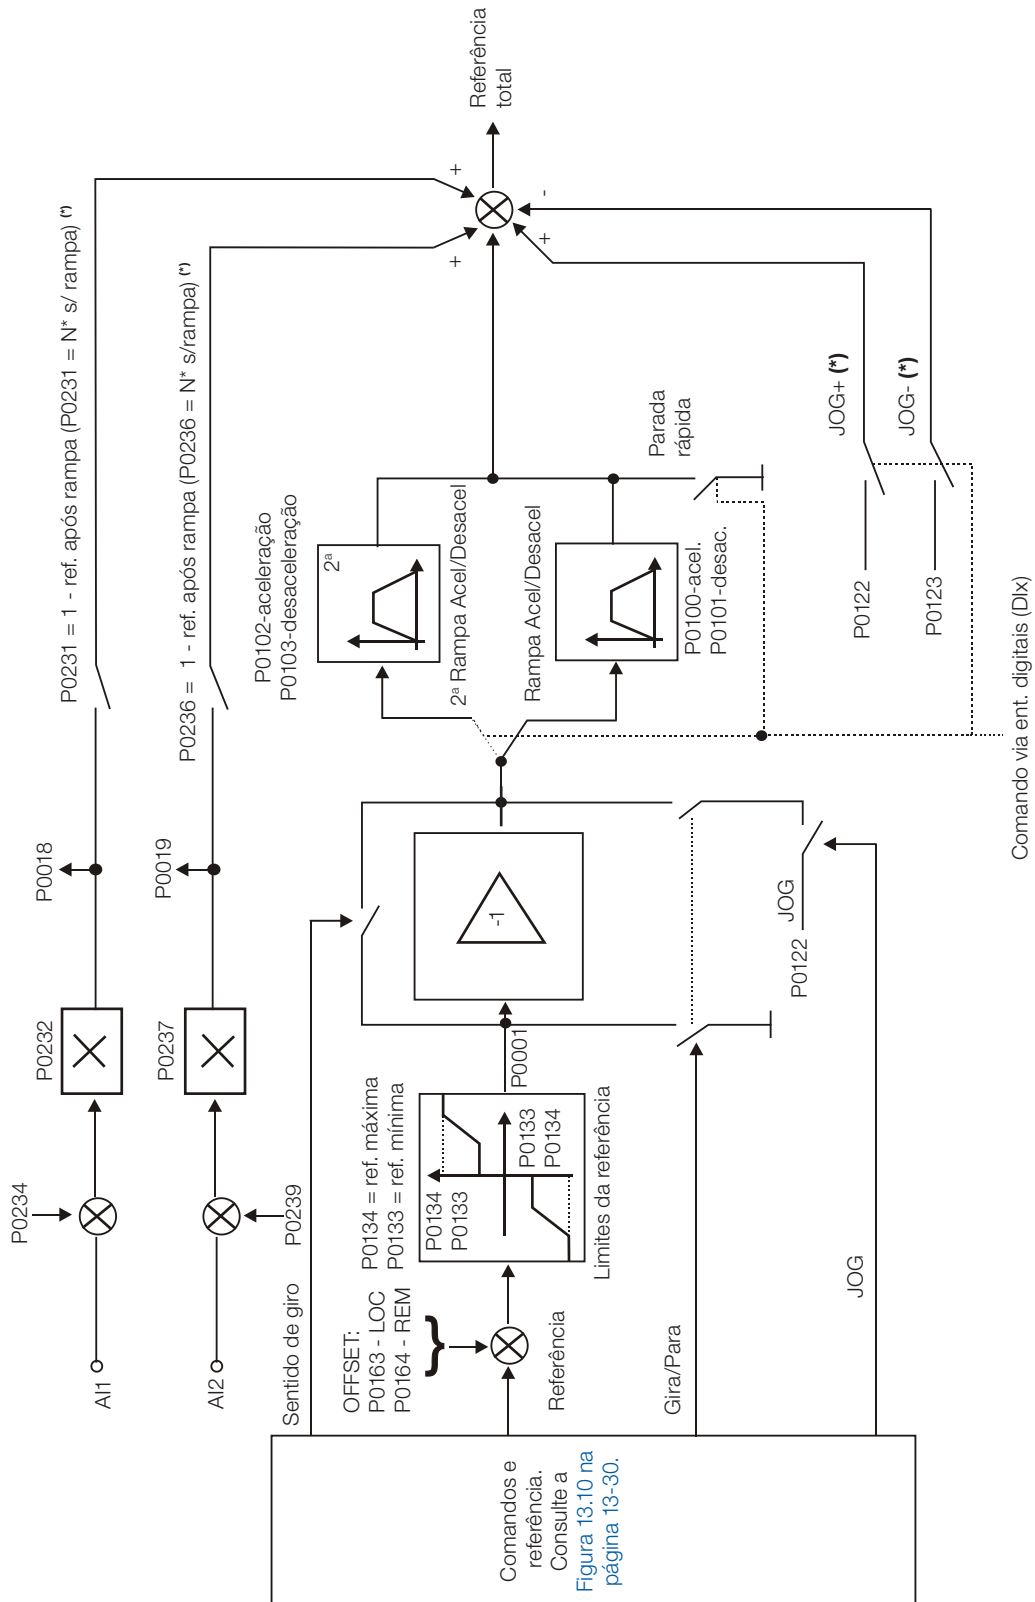 P0231 = 1 - ref. após rampa (P0231 = N* s/ rampa) (*)
P0018
P0232
P0234
AI1
P0236 = 1 - ref. após rampa (P0236 = N* s/rampa) (*)
P0019
P0237
P0239
AI2
Sentido de giro
OFFSET:
P0163 - LOC
P0164 - REM
}
Referência
Comandos e
referência.
Consulte a
Figura 13.10 na
página 13-30.
P0134 = ref. máxima
P0133 = ref. mínima
P0134
P0133
P0133
P0134
Limites da referência
P0001
-1
Gira/Para
JOG
P0122
JOG
P0102-aceleração
P0103-desaceleração
2ª
2ª Rampa Acel/Desacel
Rampa Acel/Desacel
P0100-acel.
P0101-desac.
Parada
rápida
P0122
JOG+ (*)
P0123
JOG- (*)
Comando via ent. digitais (DIx)
+
+
+
-
Referência
total